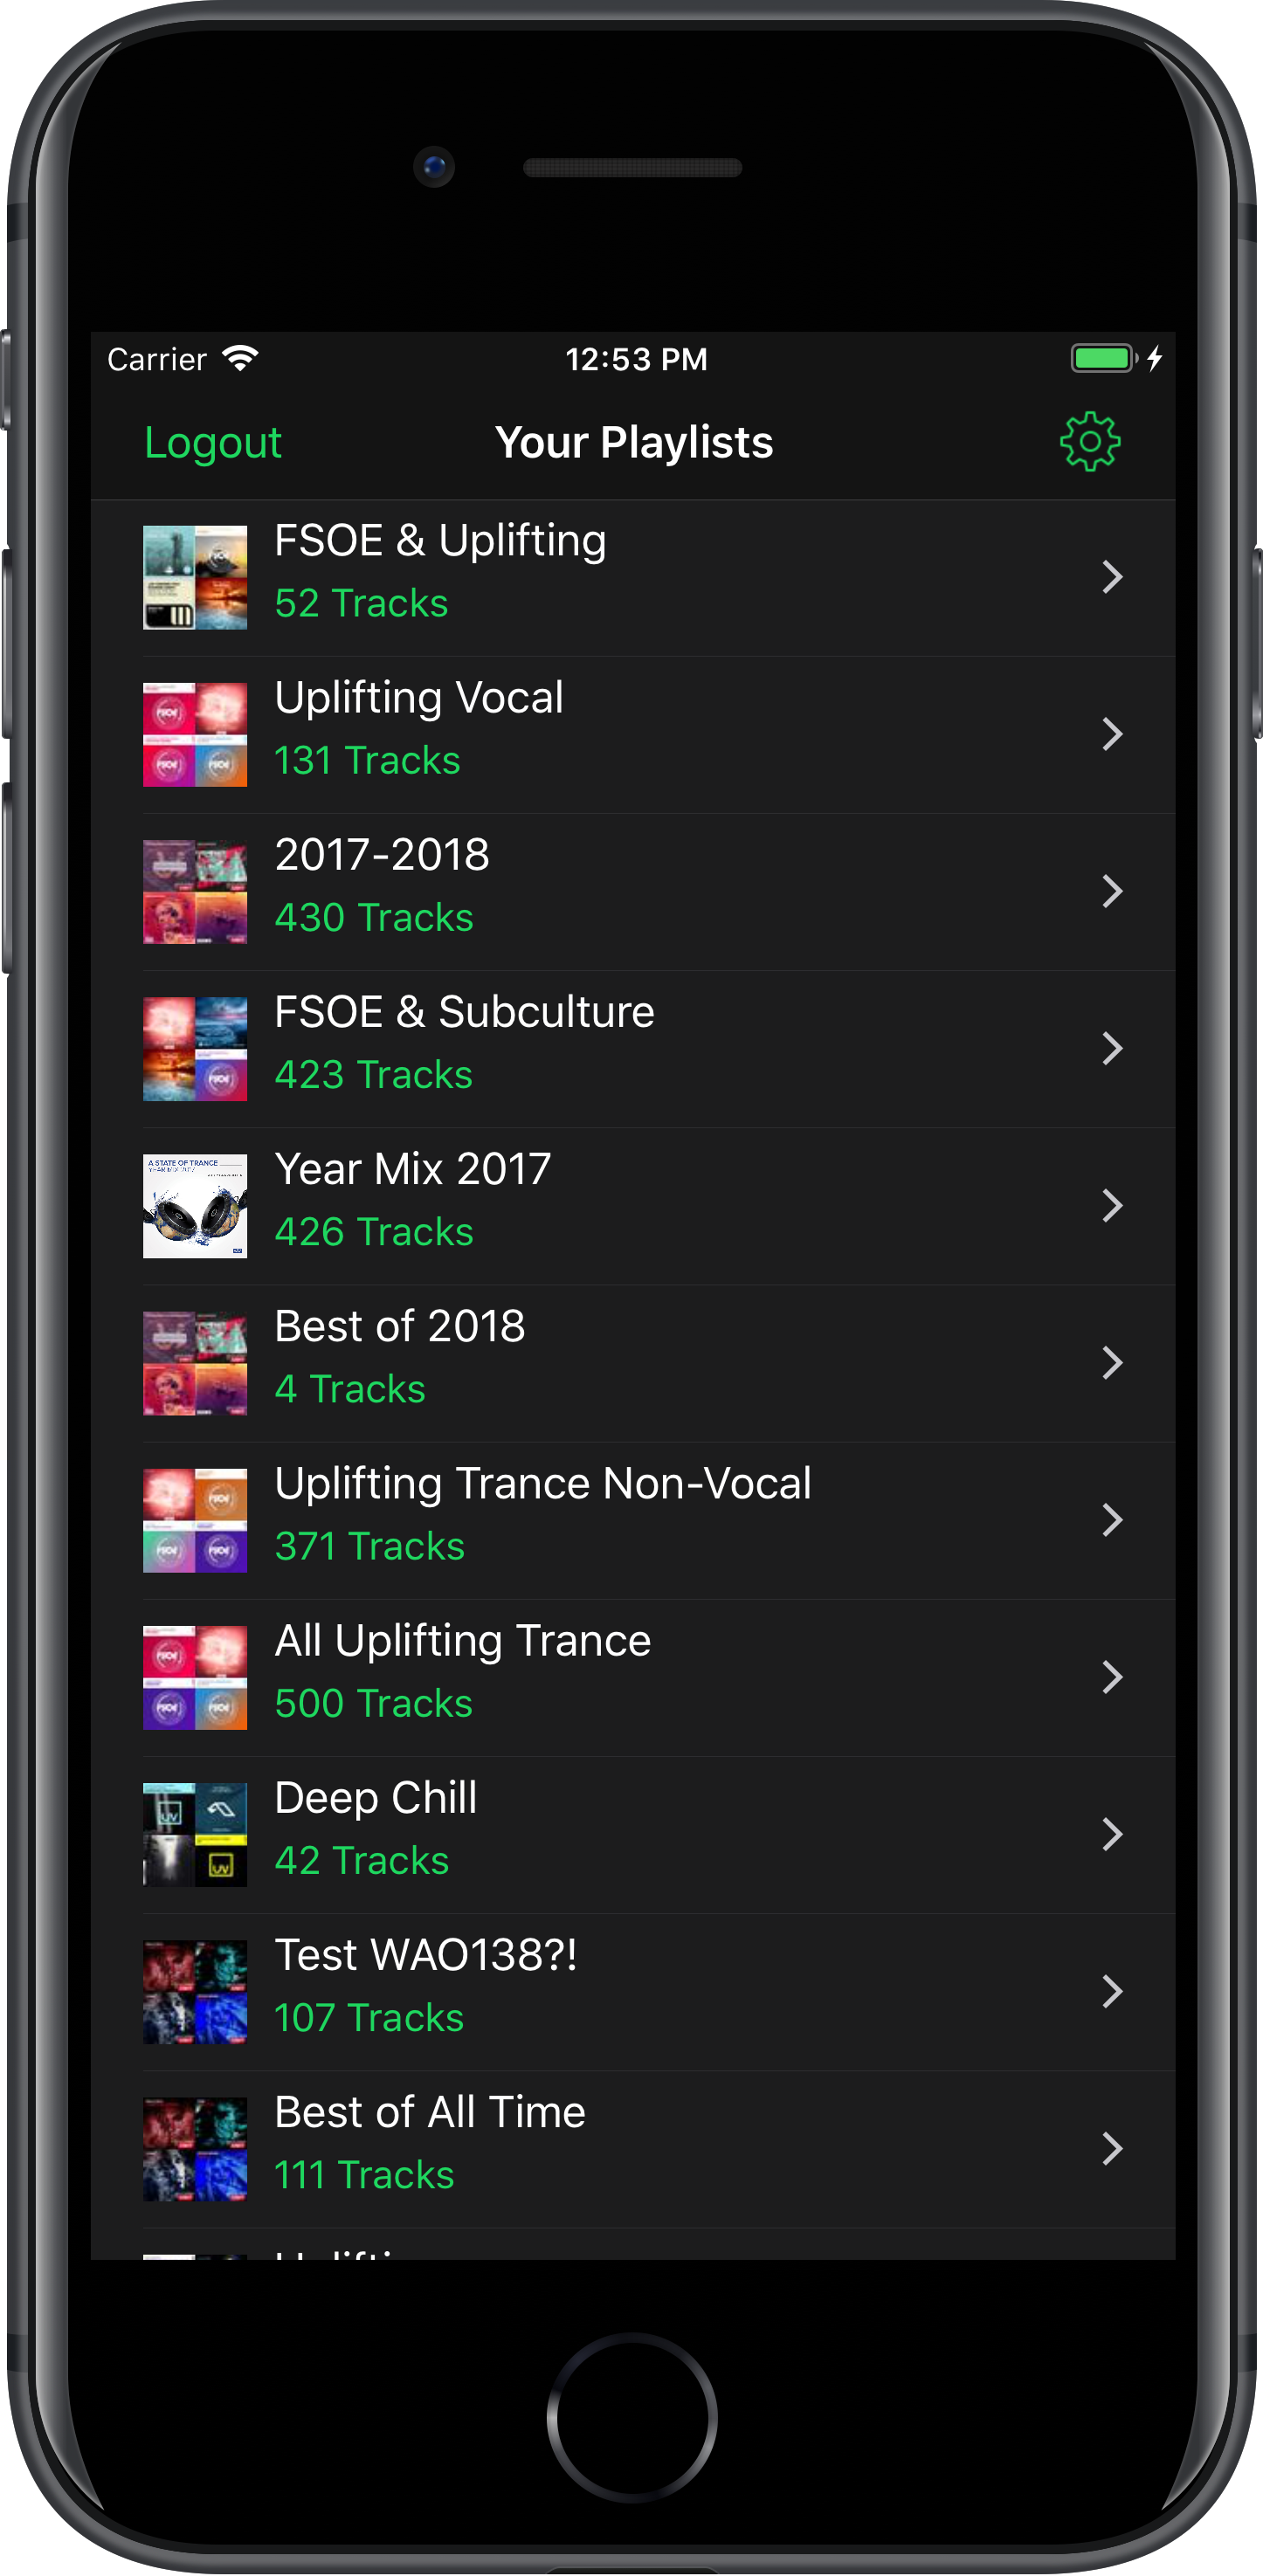 Carrier
12:53 PM
Logout
Your Playlists
FSOE & Uplifting
52 Tracks
Uplifting Vocal
131 Tracks
2017-2018
430 Tracks
FSOE & Subculture
423 Tracks
A STATE OF TRANCE
YEAR MIX 2017
Year Mix 2017
426 Tracks
Best of 2018
4 Tracks
Uplifting Trance Non-Vocal
371 Tracks
All Uplifting Trance
500 Tracks
Deep Chill
42 Tracks
Test WAO138?!
107 Tracks
Best of All Time
111 Tracks